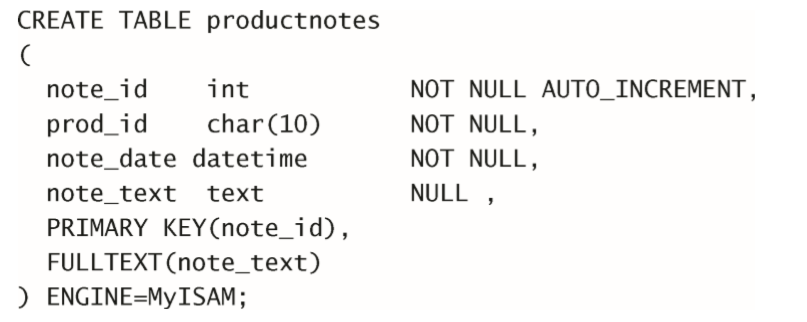 CREATE TABLE productnotes
(
note_id int NOT NULL AUTO_INCREMENT,
prod_id char(10) NOT NULL,
note_date datetime NOT NULL,
note_text text NULL ,
PRIMARY KEY(note_id),
FULLTEXT(note_text)
) ENGINE=MyISAM;